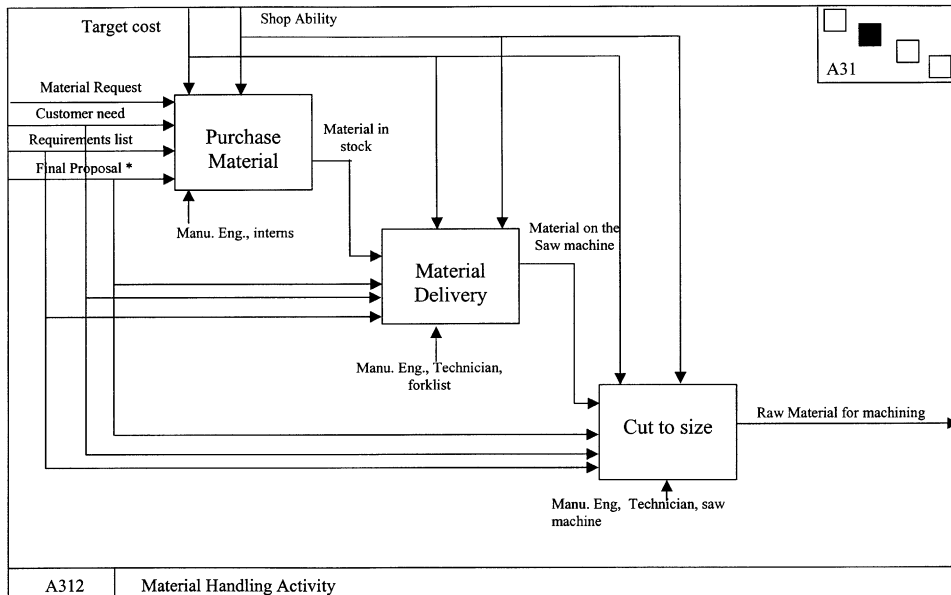 Target cost
Shop Ability
A31
Material Request
Customer need
Requirements list
Final Proposal *
Purchase
Material
Material in
stock
Manu. Eng., interns
Material on the
Saw machine
Material
Delivery
Manu. Eng., Technician,
forklist
Cut to size
Raw Material for machining
Manu. Eng, Technician, saw
machine
A312
Material Handling Activity